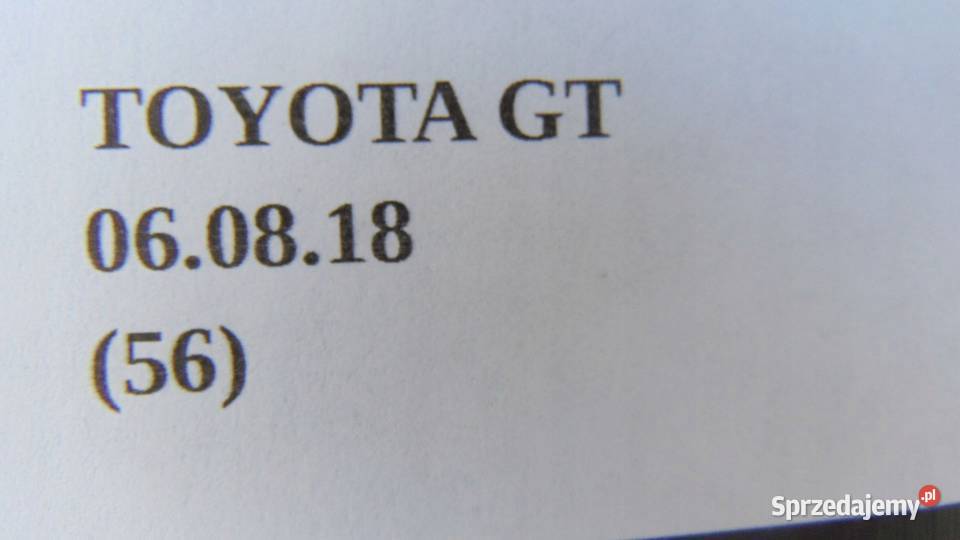 TOYOTA GT
06.08.18
(56)
Sprzedajemy.pl